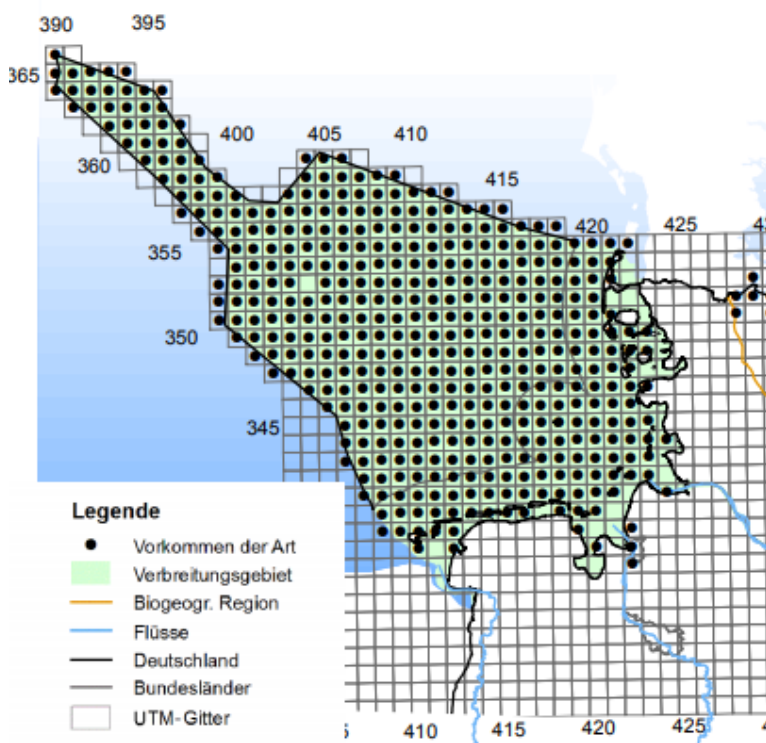 390
395
365
400
405
410
360
415
420
425
355
350
345
Legende
Vorkommen der Art
Verbreitungsgebiet
Biogeogr. Region
Flüsse
Deutschland
Bundesländer
UTM-Gitter
410
415
420
425